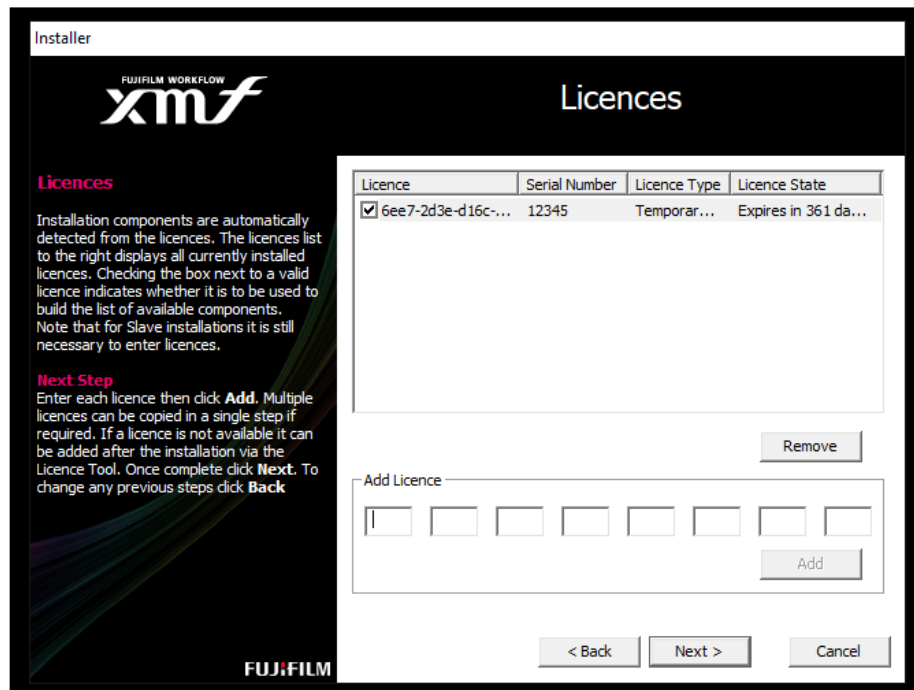 Installer
FUJIFILM WORKFLOW
xmf
Licences
Licences
Installation components are automatically
detected from the licences. The licences list
to the right displays all currently installed
licences. Checking the box next to a valid
licence indicates whether it is to be used to
build the list of available components.
Note that for Slave installations it is still
necessary to enter licences.
Next Step
Enter each licence then click Add. Multiple
licences can be copied in a single step if
required. If a licence is not available it can
be added after the installation via the
Licence Tool. Once complete click Next. To
change any previous steps click Back
FUJIFILM
Licence Serial Number Licence Type Licence State
6ee7-2d3e-d16c-... 12345 Temporar... Expires in 361 da...
Remove
Add Licence
Add
< Back Next > Cancel